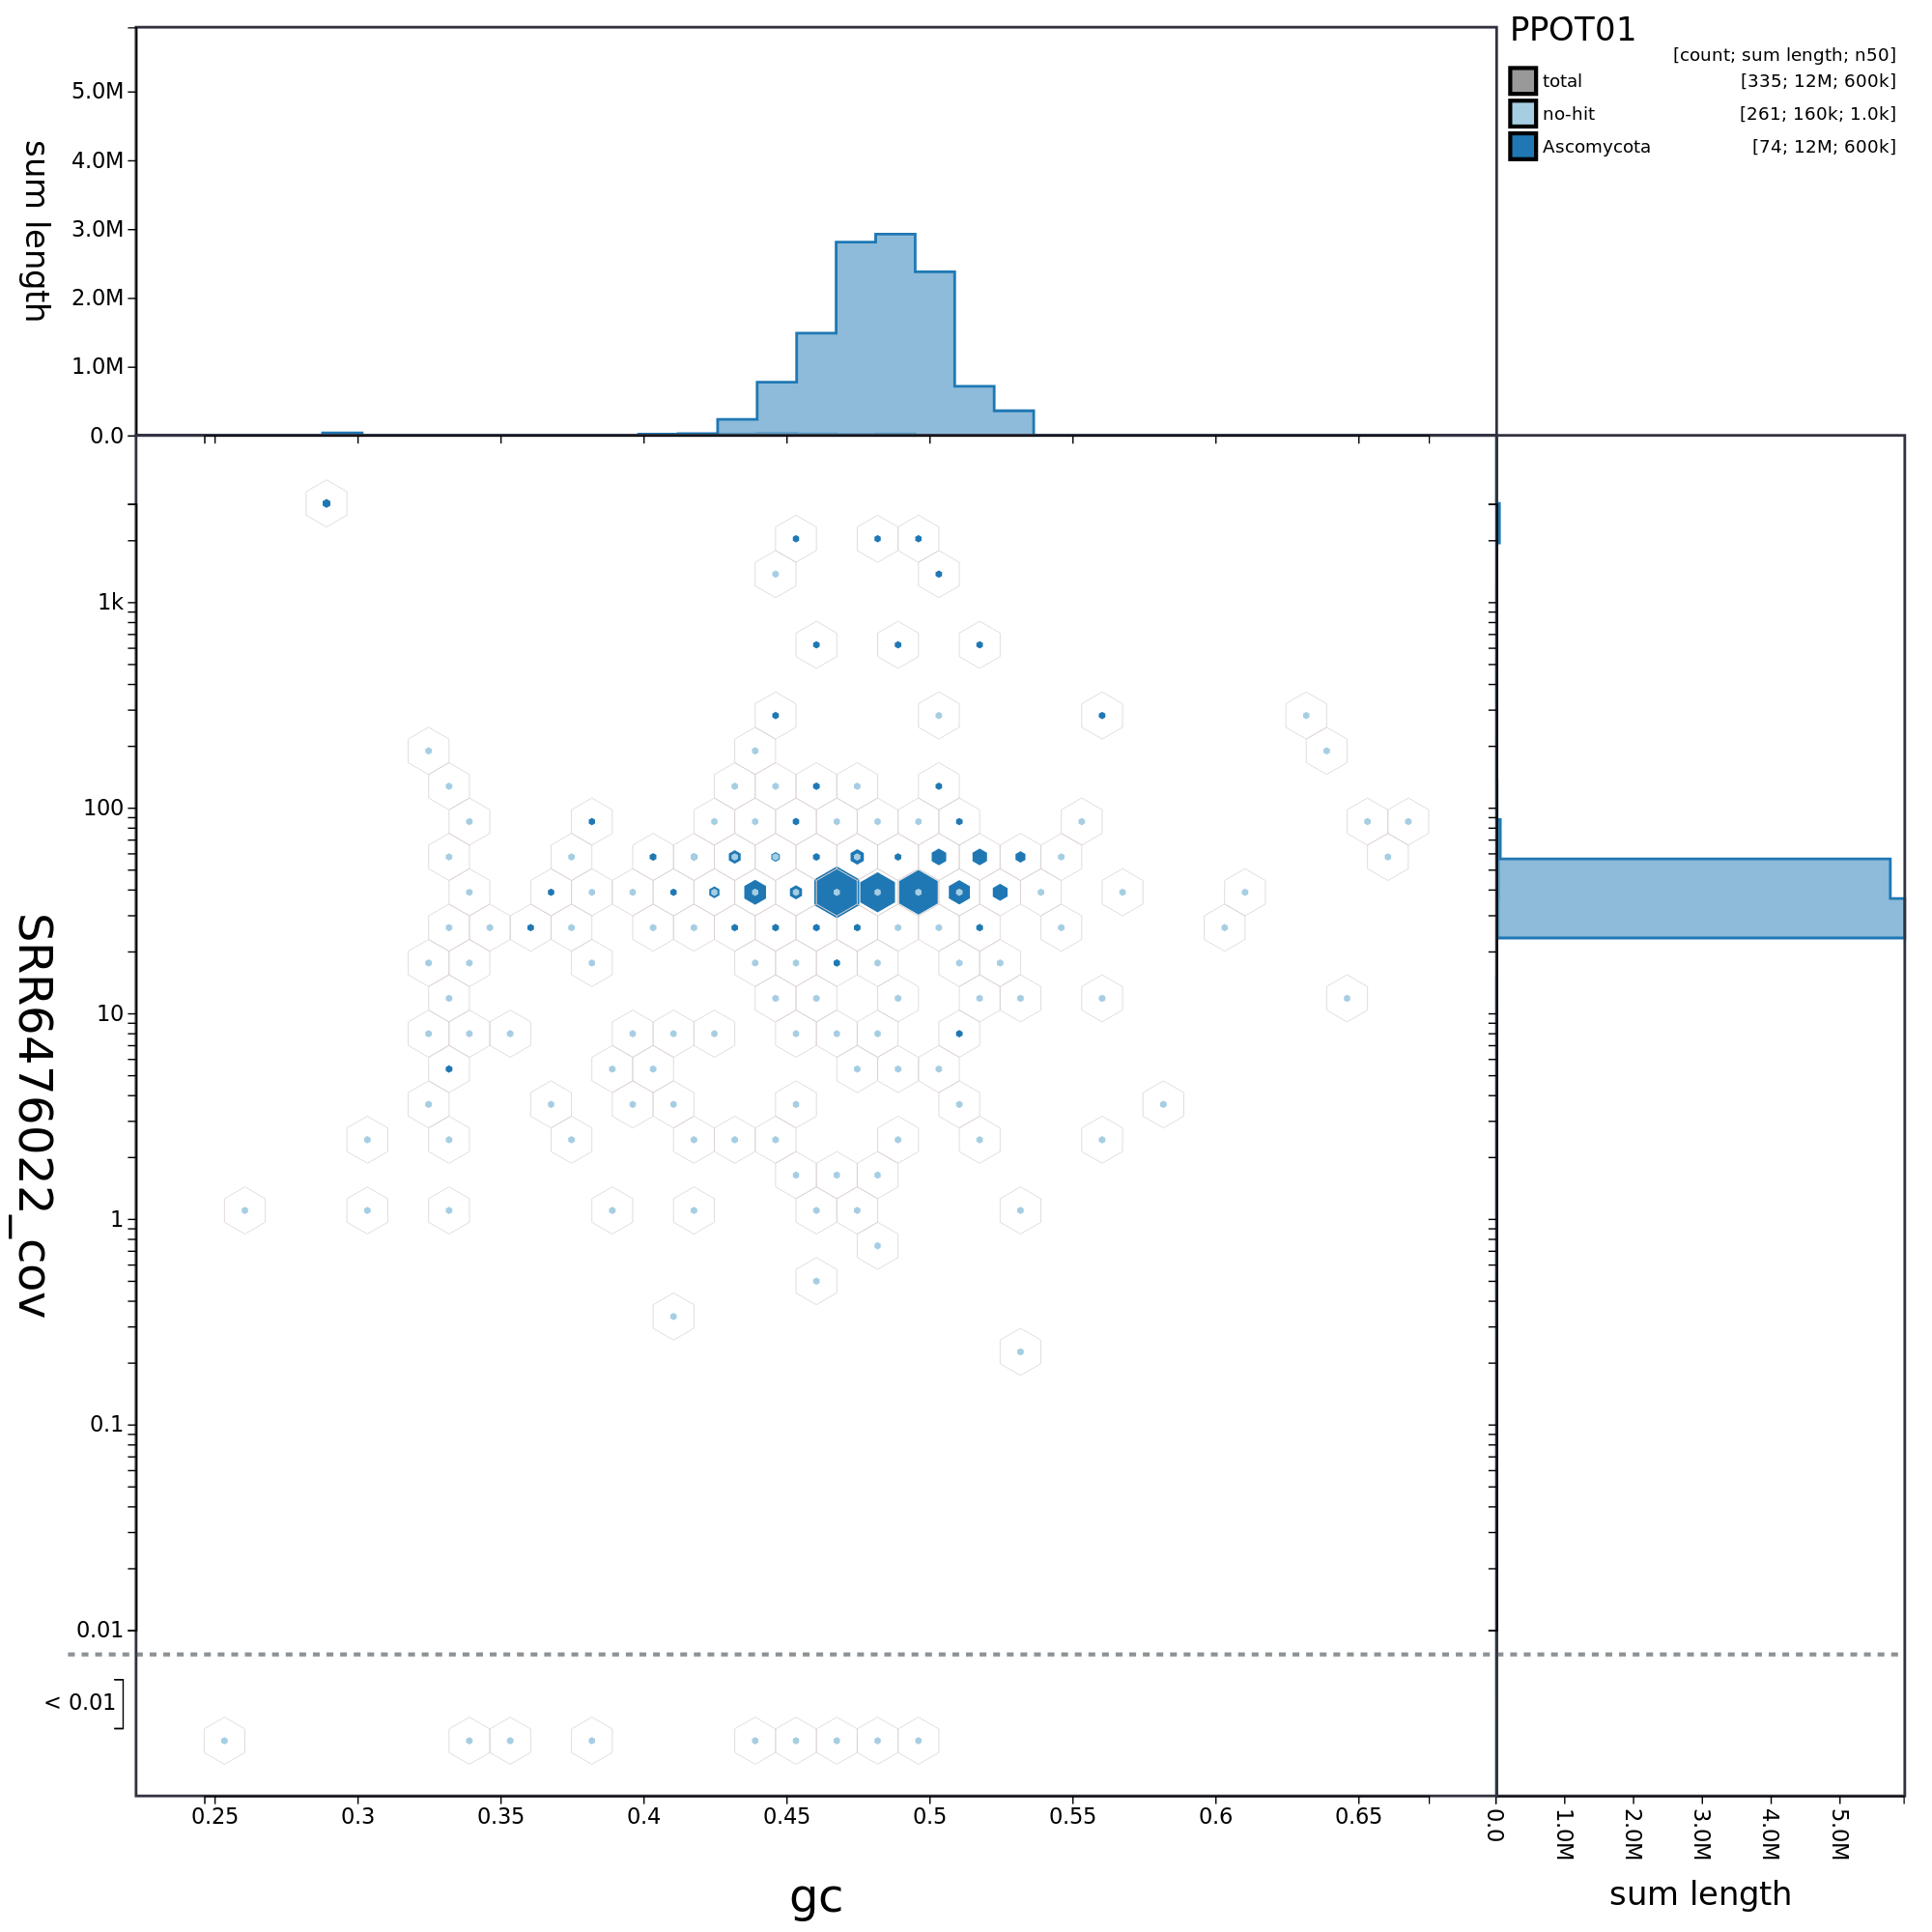 PPOT01
[count; sum length; n50]
total [335; 12M; 600k]
no-hit [261; 160k; 1.0k]
Ascomycota [74; 12M; 600k]
sum length
5.0M
4.0M
3.0M
2.0M
1.0M
0.0
SRR6476022_cov
1k
100
10
1
0.1
0.01
< 0.01
0.25 0.3 0.35 0.4 0.45 0.5 0.55 0.6 0.65
gc
0.0 1.0M 2.0M 3.0M 4.0M 5.0M
sum length